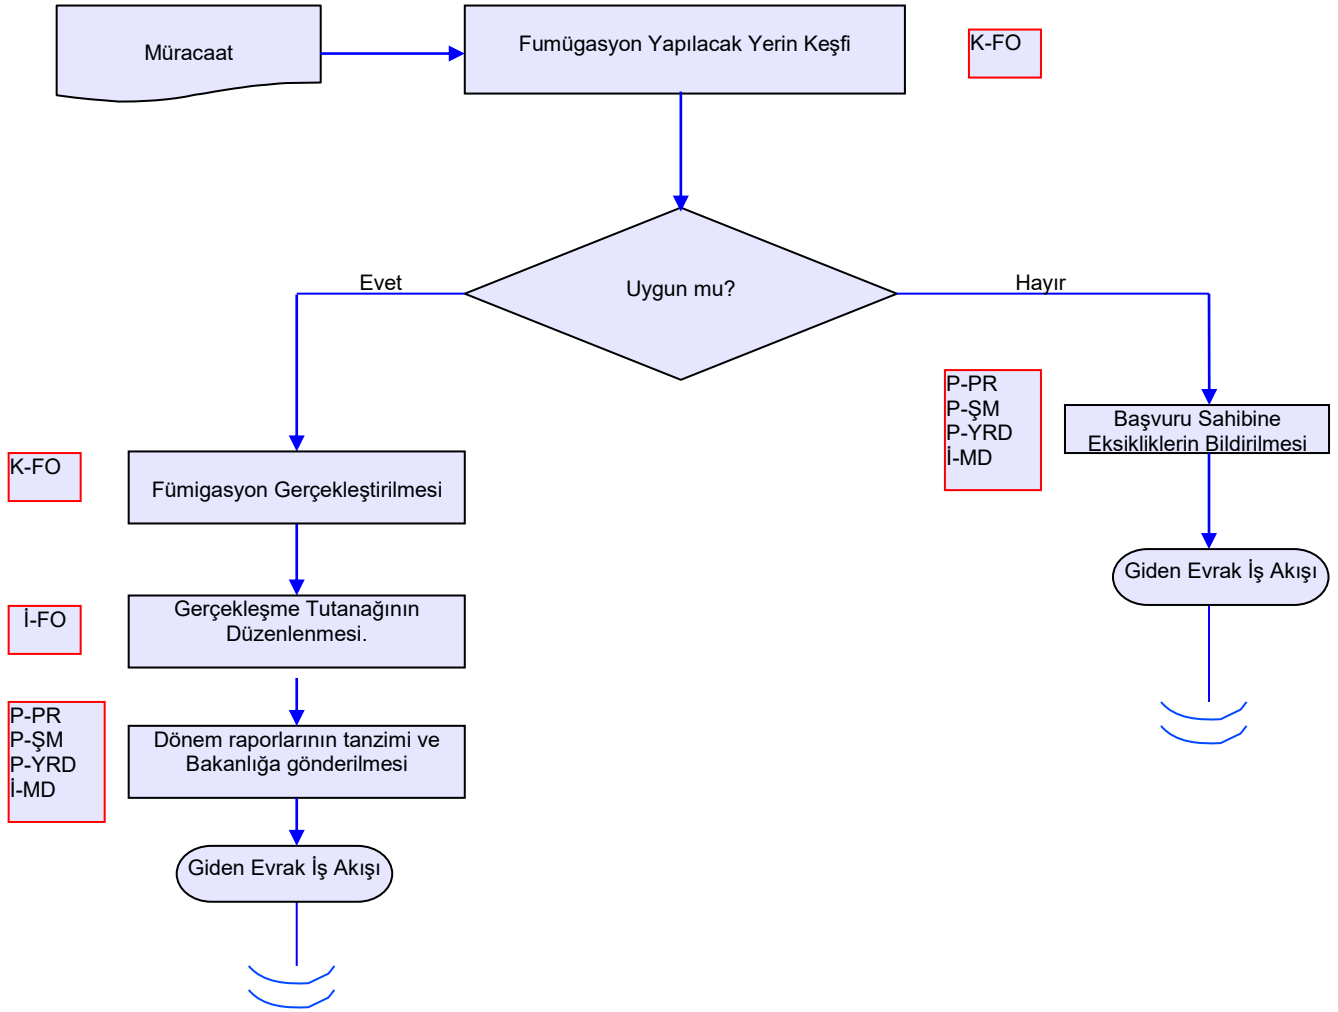 Müracaat
Fumügasyon Yapılacak Yerin Keşfi
K-FO
Uygun mu?
Evet
Hayır
P-PR
P-ŞM
P-YRD
İ-MD
Başvuru Sahibine
Eksikliklerin Bildirilmesi
K-FO
Fümigasyon Gerçekleştirilmesi
Giden Evrak İş Akışı
İ-FO
Gerçekleşme Tutanağının
Düzenlenmesi.
P-PR
P-ŞM
P-YRD
İ-MD
Dönem raporlarının tanzimi ve
Bakanlığa gönderilmesi
Giden Evrak İş Akışı